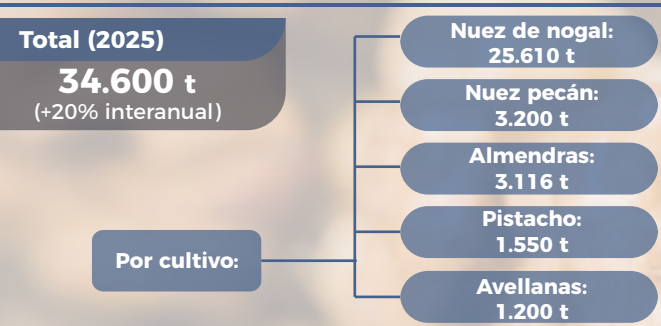 Total (2025)
34.600 t
(+20% interanual)
Por cultivo:
Nuez de nogal:
25.610 t
Nuez pecán:
3.200 t
Almendras:
3.116 t
Pistacho:
1.550 t
Avellanas:
1.200 t